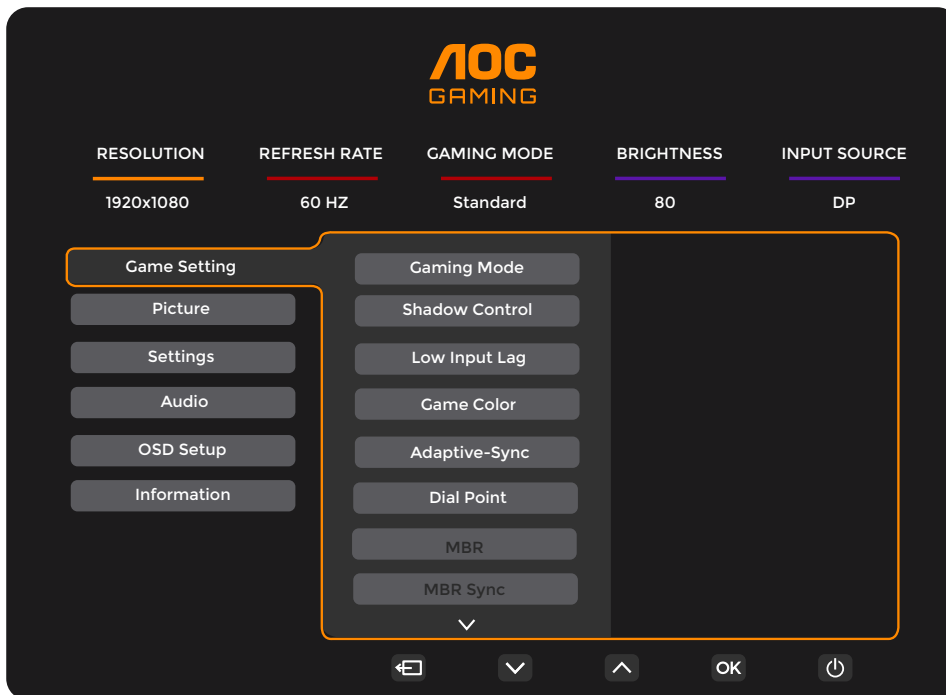 AOC
GAMING
RESOLUTION REFRESH RATE GAMING MODE BRIGHTNESS INPUT SOURCE
1920x1080 60 HZ Standard 80 DP
Game Setting
Picture
Settings
Audio
OSD Setup
Information
Gaming Mode
Shadow Control
Low Input Lag
Game Color
Adaptive-Sync
Dial Point
MBR
MBR Sync
OK